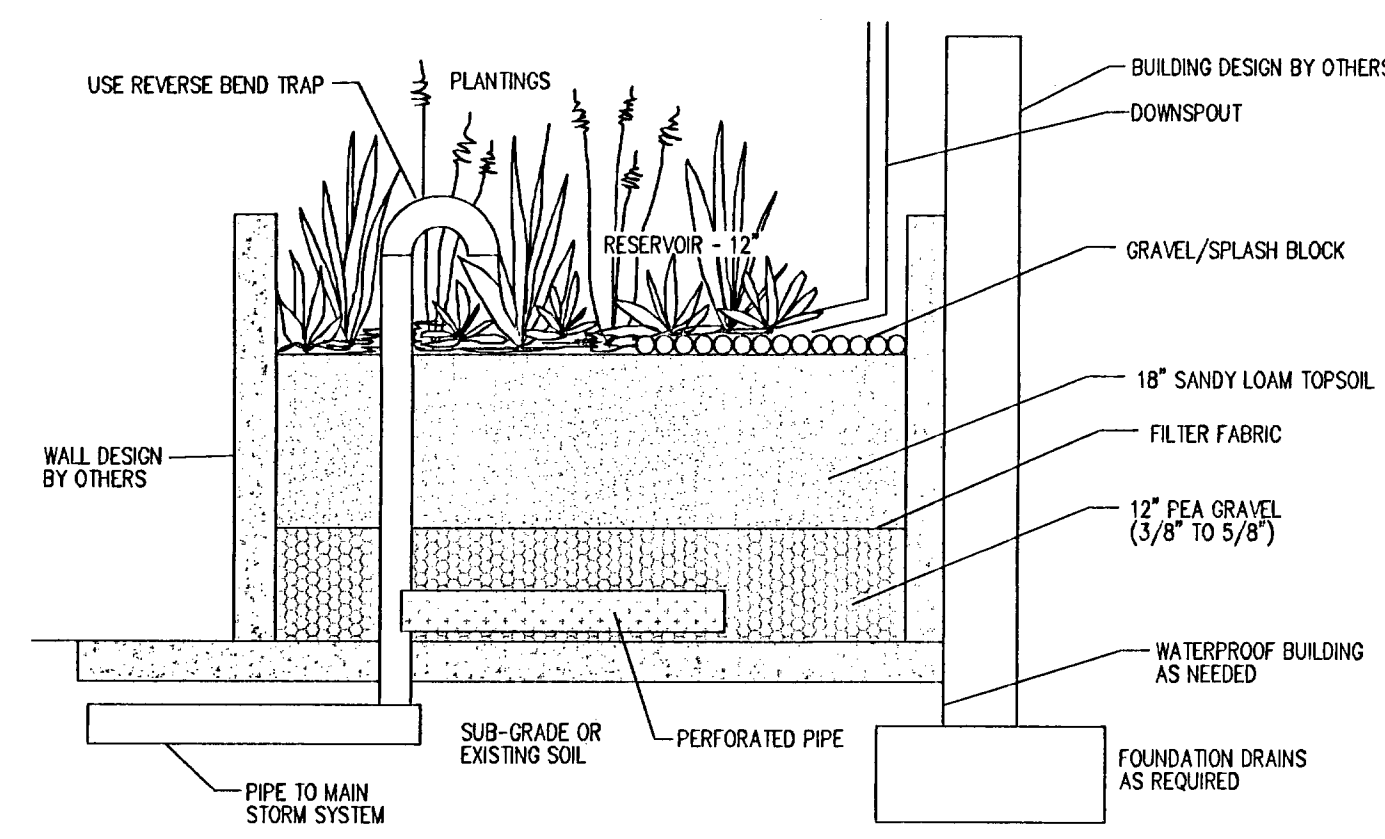 USE REVERSE BEND TRAP
PLANTINGS
BUILDING DESIGN BY OTHERS
DOWNSPOUT
RESERVOIR - 12"
GRAVEL/SPLASH BLOCK
18" SANDY LOAM TOPSOIL
FILTER FABRIC
WALL DESIGN
BY OTHERS
12" PEA GRAVEL
(3/8" TO 5/8")
WATERPROOF BUILDING
AS NEEDED
SUB-GRADE OR
EXISTING SOIL
PERFORATED PIPE
FOUNDATION DRAINS
AS REQUIRED
PIPE TO MAIN
STORM SYSTEM